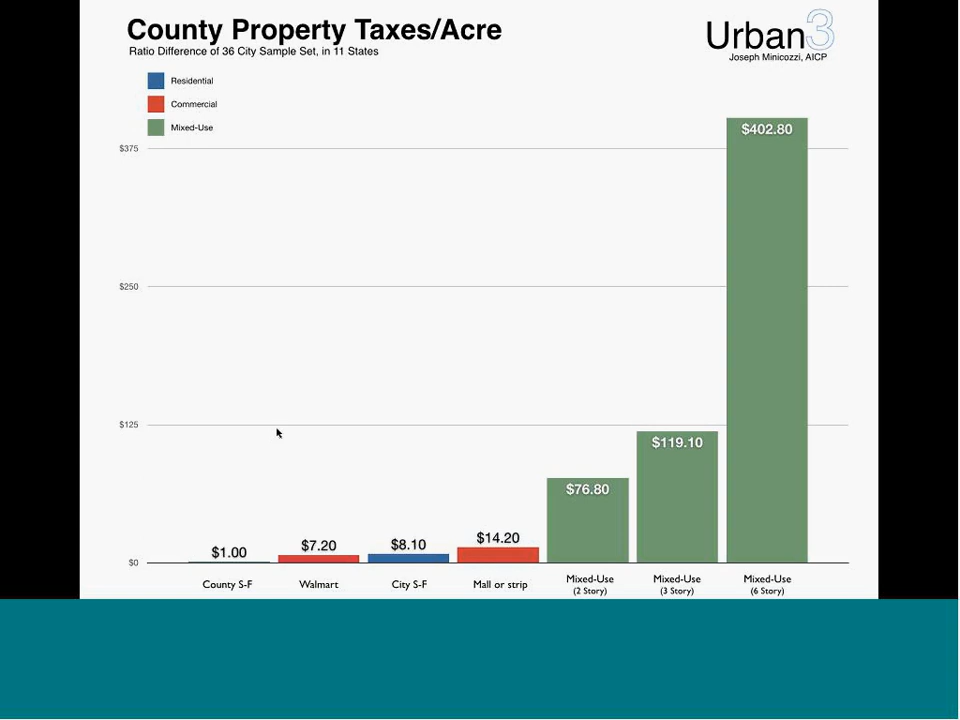 County Property Taxes/Acre
Ratio Difference of 36 City Sample Set, in 11 States
Urban3
Joseph Minicozzi, AICP
Residential
Commercial
Mixed-Use
$375
$250
$125
$0
$1.00
$7.20
$8.10
$14.20
$76.80
$119.10
$402.80
County S-F
Walmart
City S-F
Mall or strip
Mixed-Use
(2 Story)
Mixed-Use
(3 Story)
Mixed-Use
(6 Story)